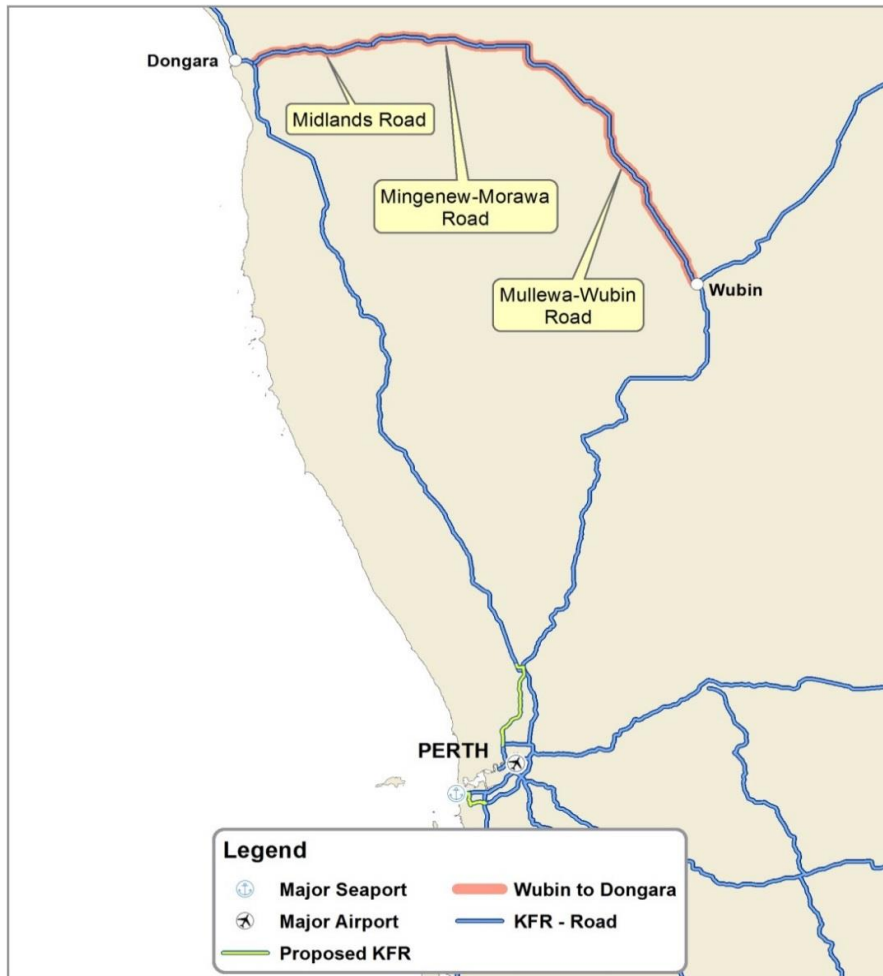 Dongara
Midlands Road
Mingenew-Morawa
Road
Mullewa-Wubin
Road
Wubin
PERTH
Legend
Major Seaport
Wubin to Dongara
Major Airport
KFR - Road
Proposed KFR